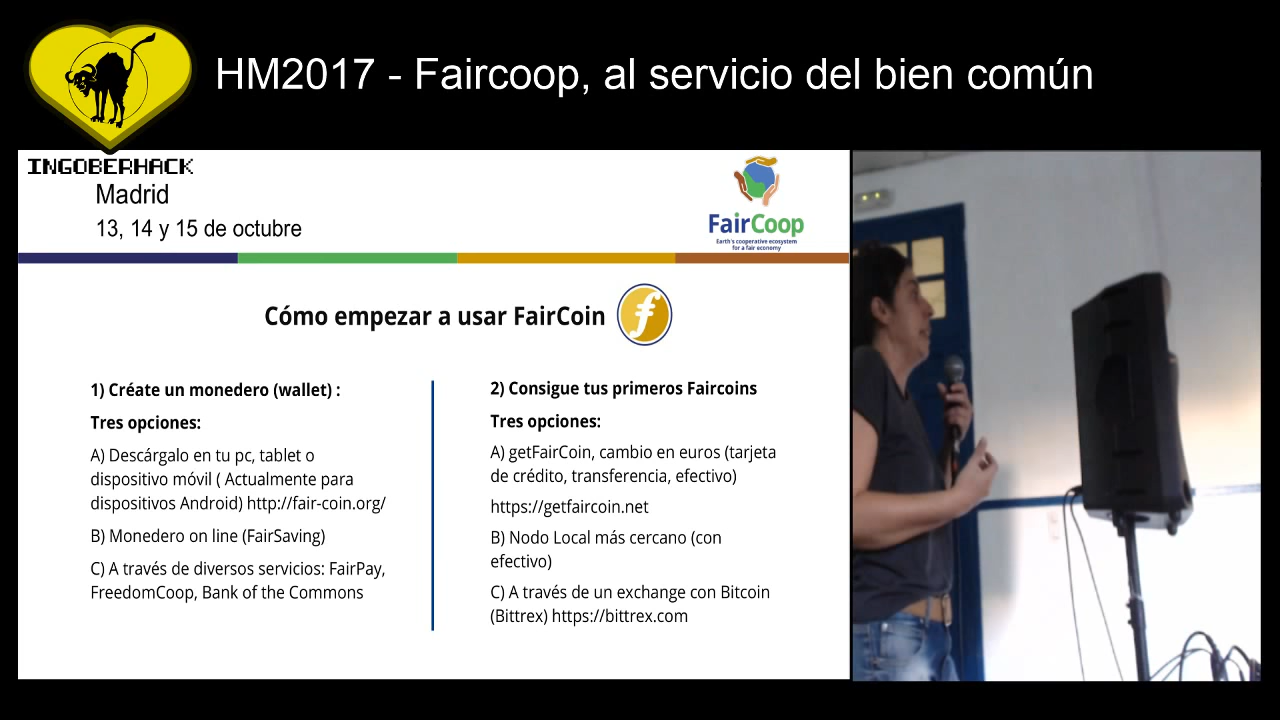 HM2017 - Faircoop, al servicio del bien común
INGOBERHACK
Madrid
13, 14 y 15 de octubre
FairCoop
Earth's cooperative ecosystem
for a fair economy
Cómo empezar a usar FairCoin
1) Créate un monedero (wallet) :
Tres opciones:
A) Descárgalo en tu pc, tablet o
dispositivo móvil ( Actualmente para
dispositivos Android) http://fair-coin.org/
B) Monedero on line (FairSaving)
C) A través de diversos servicios: FairPay,
FreedomCoop, Bank of the Commons
2) Consigue tus primeros Faircoins
Tres opciones:
A) getFairCoin, cambio en euros (tarjeta
de crédito, transferencia, efectivo)
https://getfaircoin.net
B) Nodo Local más cercano (con
efectivo)
C) A través de un exchange con Bitcoin
(Bittrex) https://bittrex.com